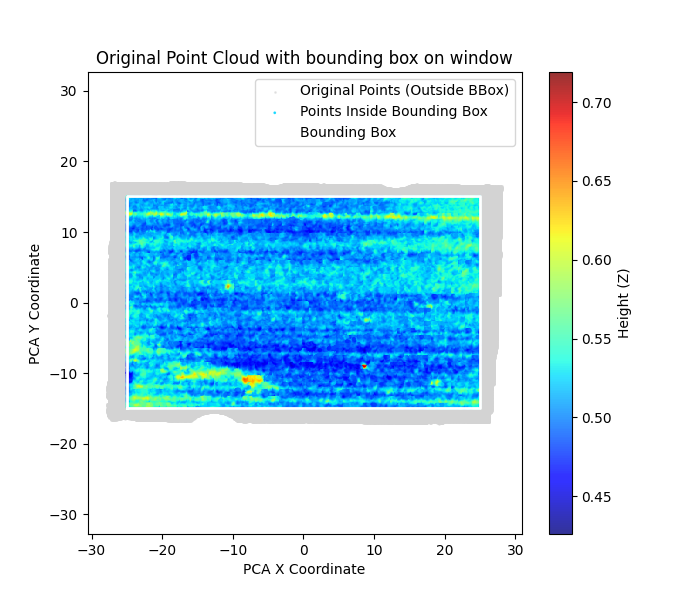 Original Point Cloud with bounding box on window
Original Points (Outside BBox)
Points Inside Bounding Box
Bounding Box
30
20
10
0
−10
−20
−30
PCA Y Coordinate
−30
−20
−10
0
10
20
30
PCA X Coordinate
0.70
0.65
0.60
0.55
0.50
0.45
Height (Z)